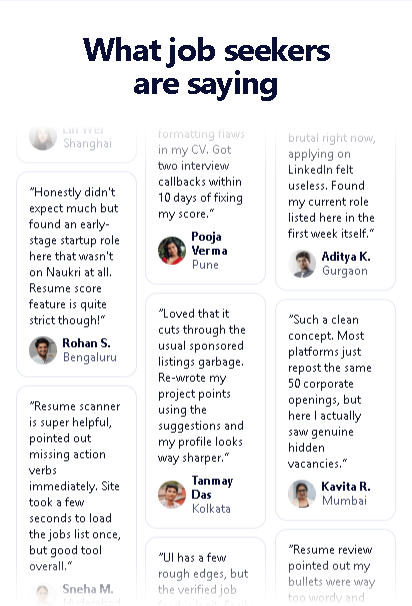 What job seekers
are saying
Lin Wei
Shanghai
"Honestly didn't
expect much but
found an early-
stage startup role
here that wasn't
on Naukri at all.
Resume score
feature is quite
strict though!"
Rohan S.
Bengaluru
"Resume scanner
is super helpful,
pointed out
missing action
verbs
immediately. Site
took a few
seconds to load
the jobs list once,
but good tool
overall."
Sneha M.
Hyderabad
formatting flaws
in my CV. Got
two interview
callbacks within
10 days of fixing
my score."
Pooja
Verma
Pune
"Loved that it
cuts through the
usual sponsored
listings garbage.
Re-wrote my
project points
using the
suggestions and
my profile looks
way sharper."
Tanmay
Das
Kolkata
"UI has a few
rough edges, but
the verified job
brutal right now,
applying on
LinkedIn felt
useless. Found
my current role
listed here in the
first week itself."
Aditya K.
Gurgaon
"Such a clean
concept. Most
platforms just
repost the same
50 corporate
openings, but
here I actually
saw genuine
hidden
vacancies."
Kavita R.
Mumbai
"Resume review
pointed out my
bullets were way
too wordy and